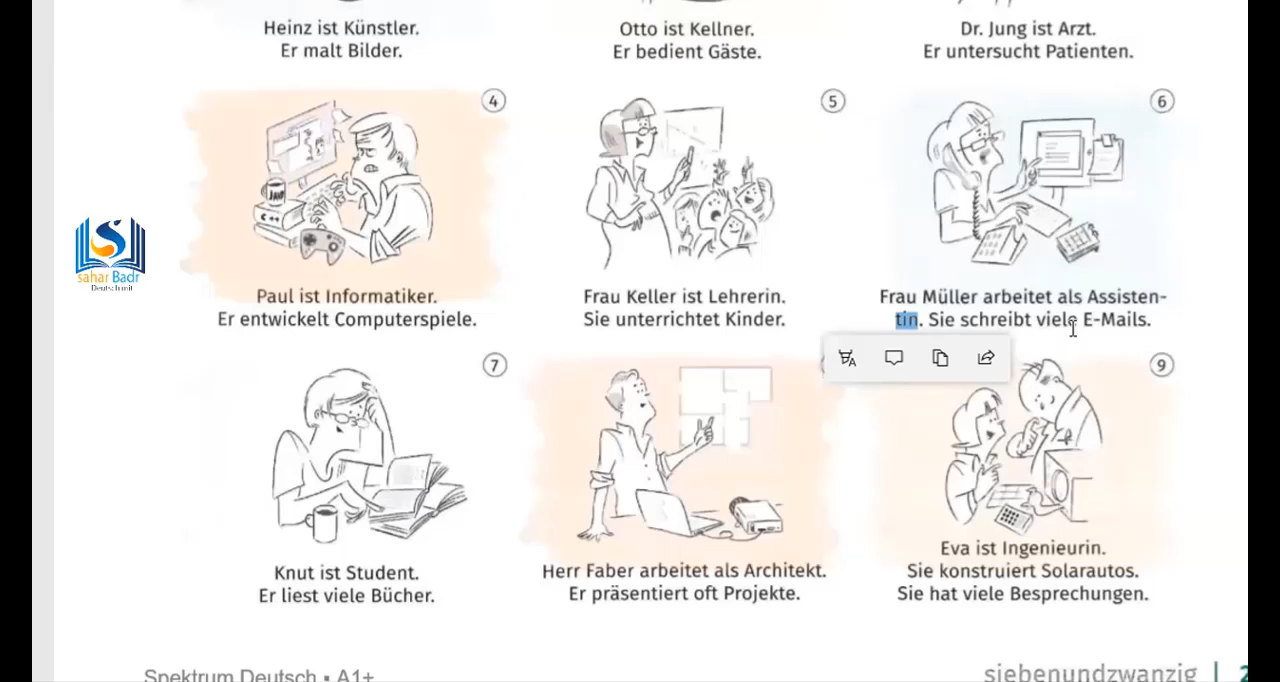 Heinz ist Künstler.
Er malt Bilder.
Otto ist Kellner.
Er bedient Gäste.
Dr. Jung ist Arzt.
Er untersucht Patienten.
4
5
6
JAVA
C++
sahar Badr
Deutsch mit
Paul ist Informatiker.
Er entwickelt Computerspiele.
Frau Keller ist Lehrerin.
Sie unterrichtet Kinder.
Frau Müller arbeitet als Assisten-
tin. Sie schreibt viele E-Mails.
7
9
Knut ist Student.
Er liest viele Bücher.
Herr Faber arbeitet als Architekt.
Er präsentiert oft Projekte.
Eva ist Ingenieurin.
Sie konstruiert Solarautos.
Sie hat viele Besprechungen.
Spektrum Deutsch ▪ A1+
siebenundzwanzig | 2